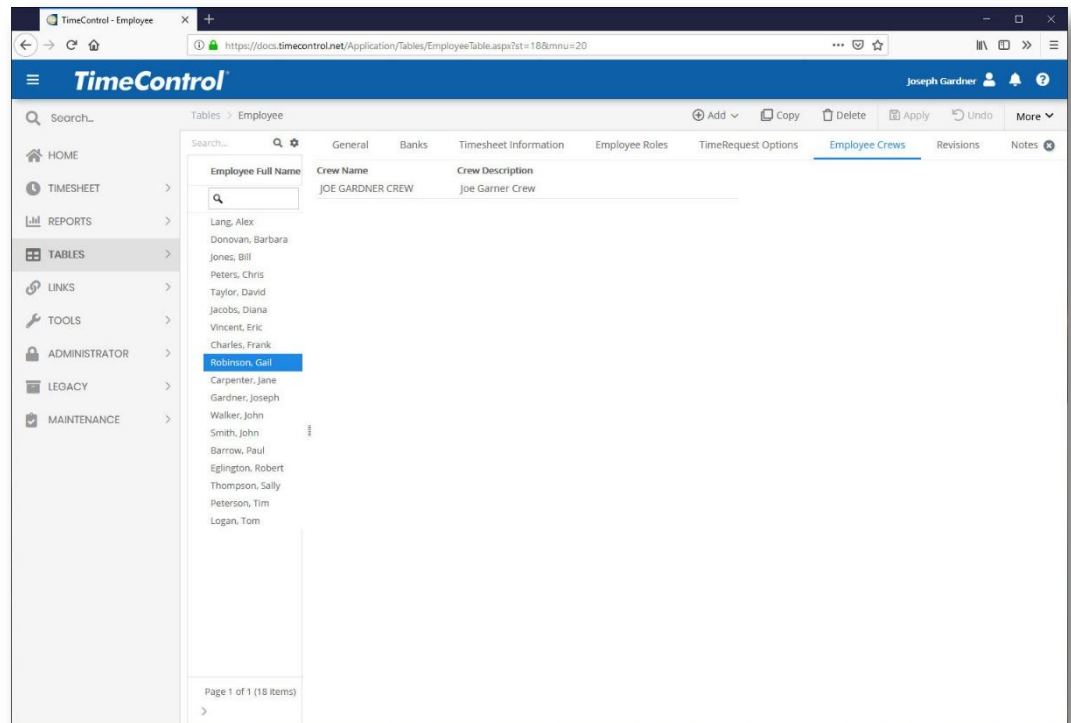 TimeControl - Employee
https://docs.timecontrol.net/Application/Tables/EmployeeTable.aspx?st=18&mnu=20
TimeControl
Joseph Gardner
Search...
Tables > Employee
Add
Copy
Delete
Apply
Undo
More
HOME
TIMESHEET
REPORTS
TABLES
LINKS
TOOLS
ADMINISTRATOR
LEGACY
MAINTENANCE
Search...
General Banks Timesheet Information Employee Roles TimeRequest Options Employee Crews Revisions Notes
Employee Full Name
Lang, Alex
Donovan, Barbara
Jones, Bill
Peters, Chris
Taylor, David
Jacobs, Diana
Vincent, Eric
Charles, Frank
Robinson, Gail
Carpenter, Jane
Gardner, Joseph
Walker, John
Smith, John
Barrow, Paul
Eglington, Robert
Thompson, Sally
Peterson, Tim
Logan, Tom
Page 1 of 1 (18 items)
Crew Name Crew Description
JOE GARDNER CREW Joe Garner Crew